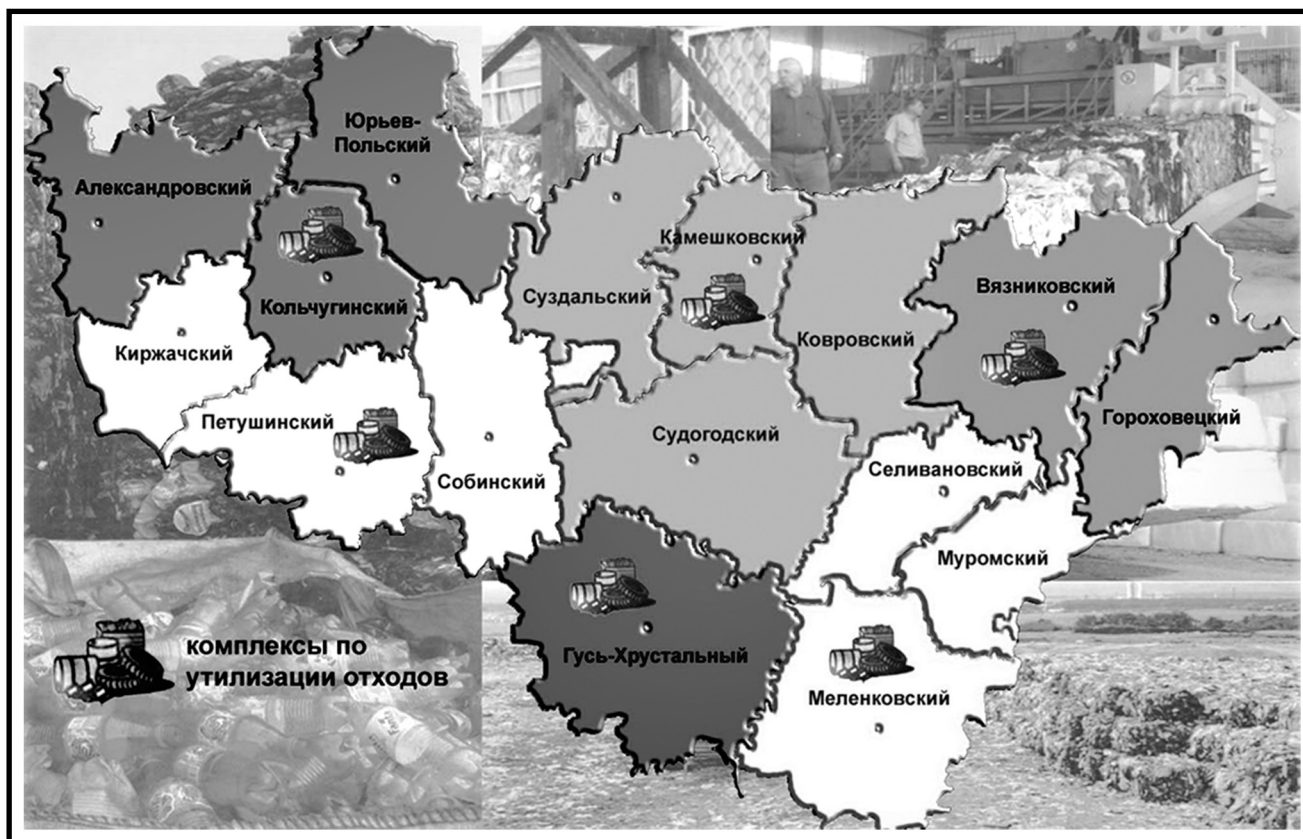 Юрьев-
Польский
Александровский
Камешковский
Кольчугинский
Суздальский
Вязниковский
Киржачский
Ковровский
Петушинский
Гороховецкий
Судогодский
Собинский
Селивановский
Муромский
Гусь-Хрустальный
Меленковский
комплексы по
утилизации отходов